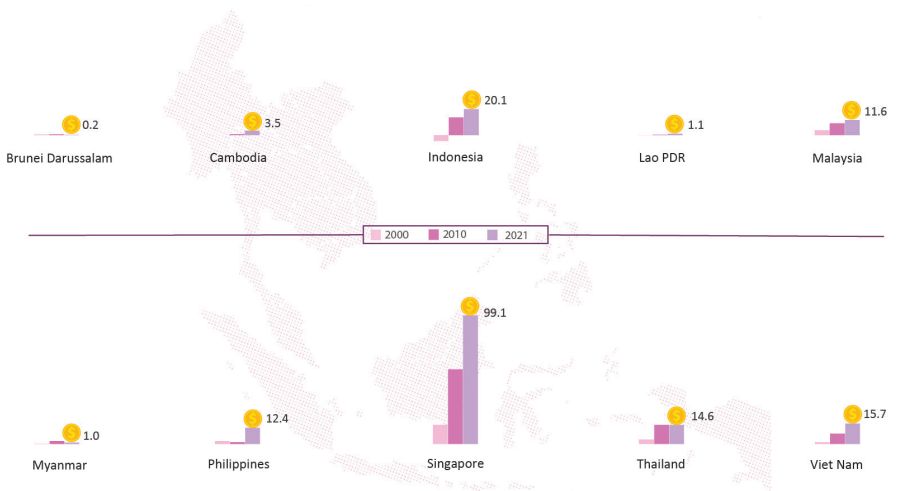 0.2
3.5
20.1
1.1
11.6
Brunei Darussalam
Cambodia
Indonesia
Lao PDR
Malaysia
2000 2010 2021
1.0
12.4
99.1
14.6
15.7
Myanmar
Philippines
Singapore
Thailand
Viet Nam